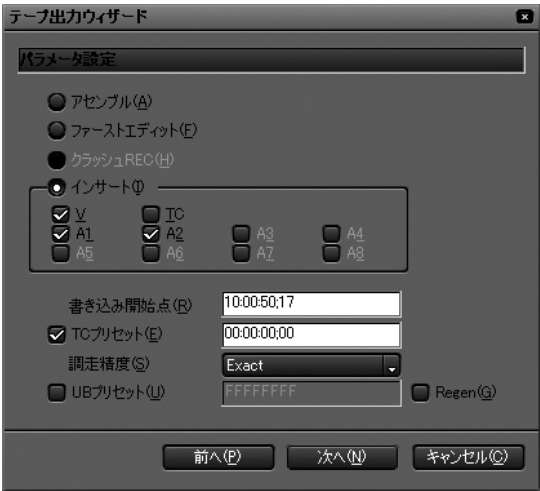 テープ出力ウィザード
パラメータ設定
アセンブル(A)
ファーストエディット(F)
クラッシュREC(H)
インサート(I)
V TC
A1 A2 A3 A4
A5 A6 A7 A8
書き込み開始点(R) 10:00:50;17
TCプリセット(E) 00:00:00;00
調走精度(S) Exact
UBプリセット(U) FFFFFFFF Regen(G)
前へ(P) 次へ(N) キャンセル(C)